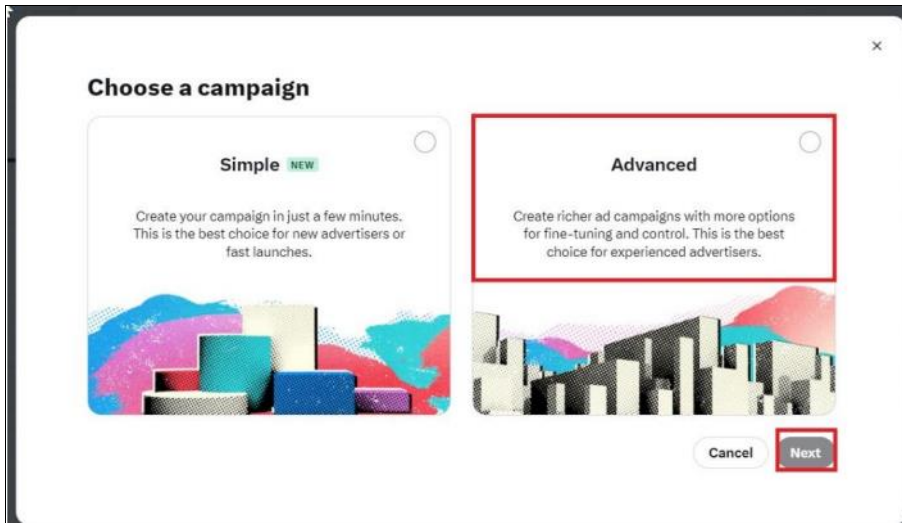 Choose a campaign
Simple NEW
Create your campaign in just a few minutes.
This is the best choice for new advertisers or
fast launches.
Advanced
Create richer ad campaigns with more options
for fine-tuning and control. This is the best
choice for experienced advertisers.
Cancel
Next